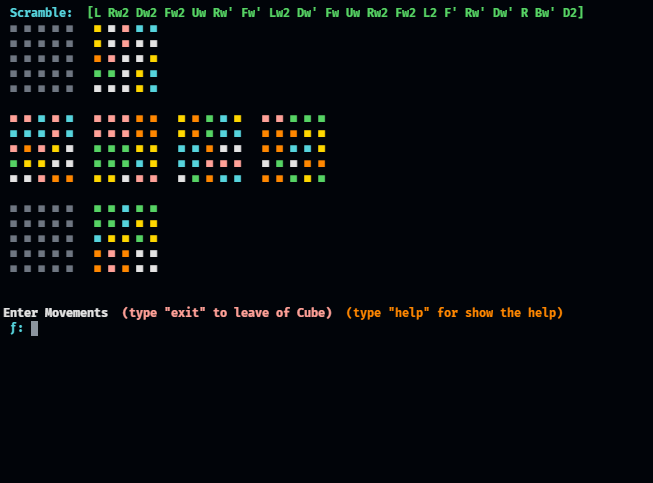 Scramble: [L Rw2 Dw2 Fw2 Uw Rw' Fw' Lw2 Dw' Fw Uw Rw2 Fw2 L2 F' Rw' Dw' R Bw' D2]
Enter Movements (type "exit" to leave of Cube) (type "help" for show the help)
ƒ: